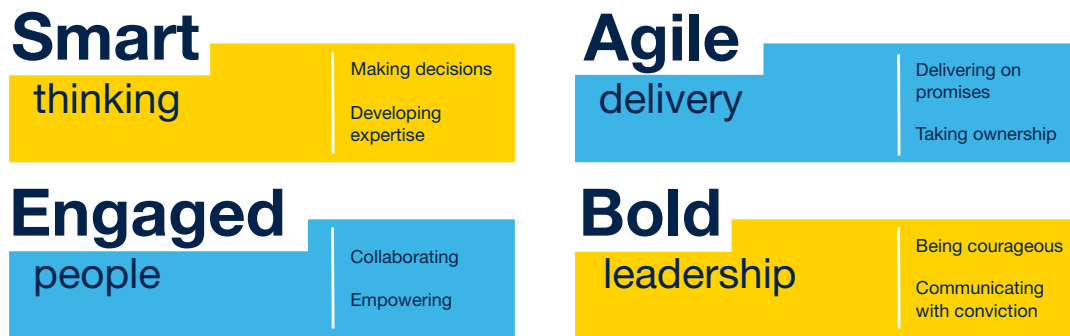 Smart
thinking
Making decisions
Developing
expertise
Agile
delivery
Delivering on
promises
Taking ownership
Engaged
people
Collaborating
Empowering
Bold
leadership
Being courageous
Communicating
with conviction